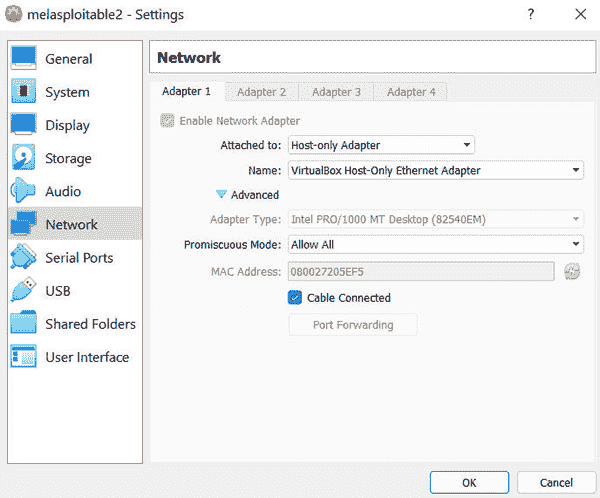 melasploitable2 - Settings
?
General
System
Display
Storage
Audio
Network
Serial Ports
USB
Shared Folders
User Interface
Network
Adapter 1 Adapter 2 Adapter 3 Adapter 4
Enable Network Adapter
Attached to: Host-only Adapter
Name: VirtualBox Host-Only Ethernet Adapter
Advanced
Adapter Type: Intel PRO/1000 MT Desktop (82540EM)
Promiscuous Mode: Allow All
MAC Address: 080027205EF5
Cable Connected
Port Forwarding
OK Cancel